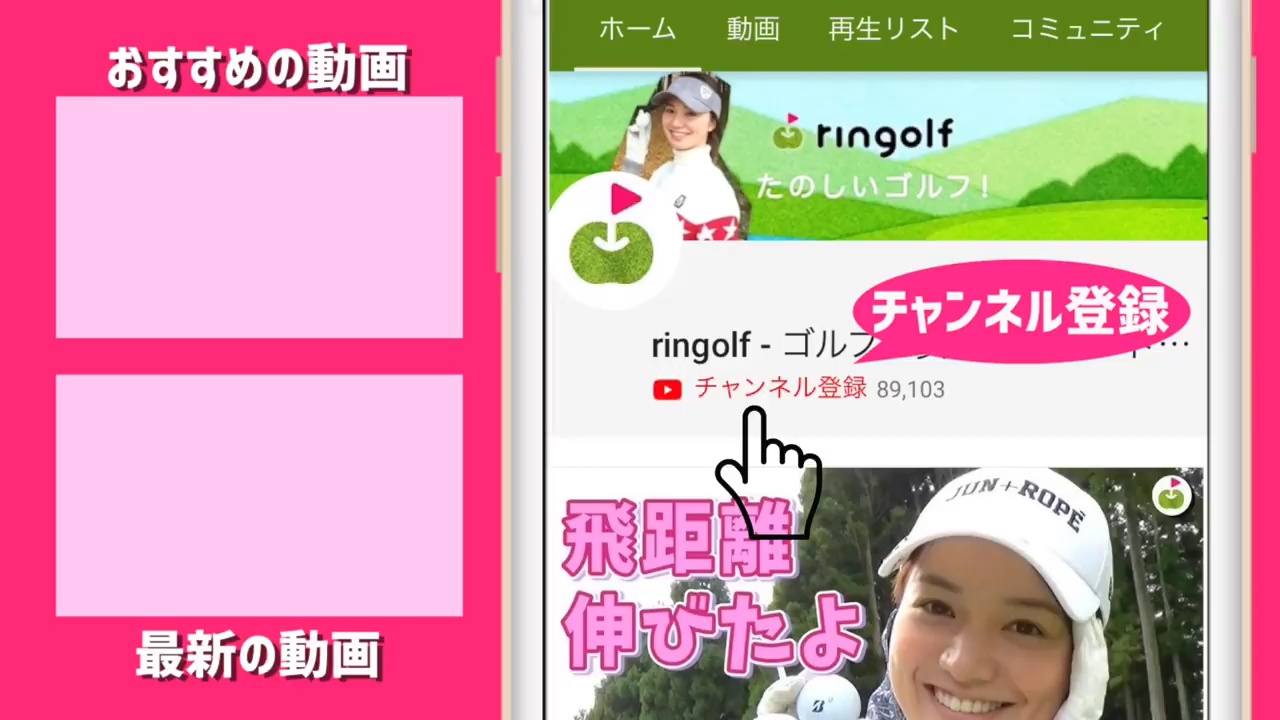 おすすめの動画
最新の動画
ホーム 動画 再生リスト コミュニティ
ringolf
たのしいゴルフ!
チャンネル登録
ringolf - ゴルフ
チャンネル登録 89,103
JUN+ROPÉ
飛距離
伸びたよ
B